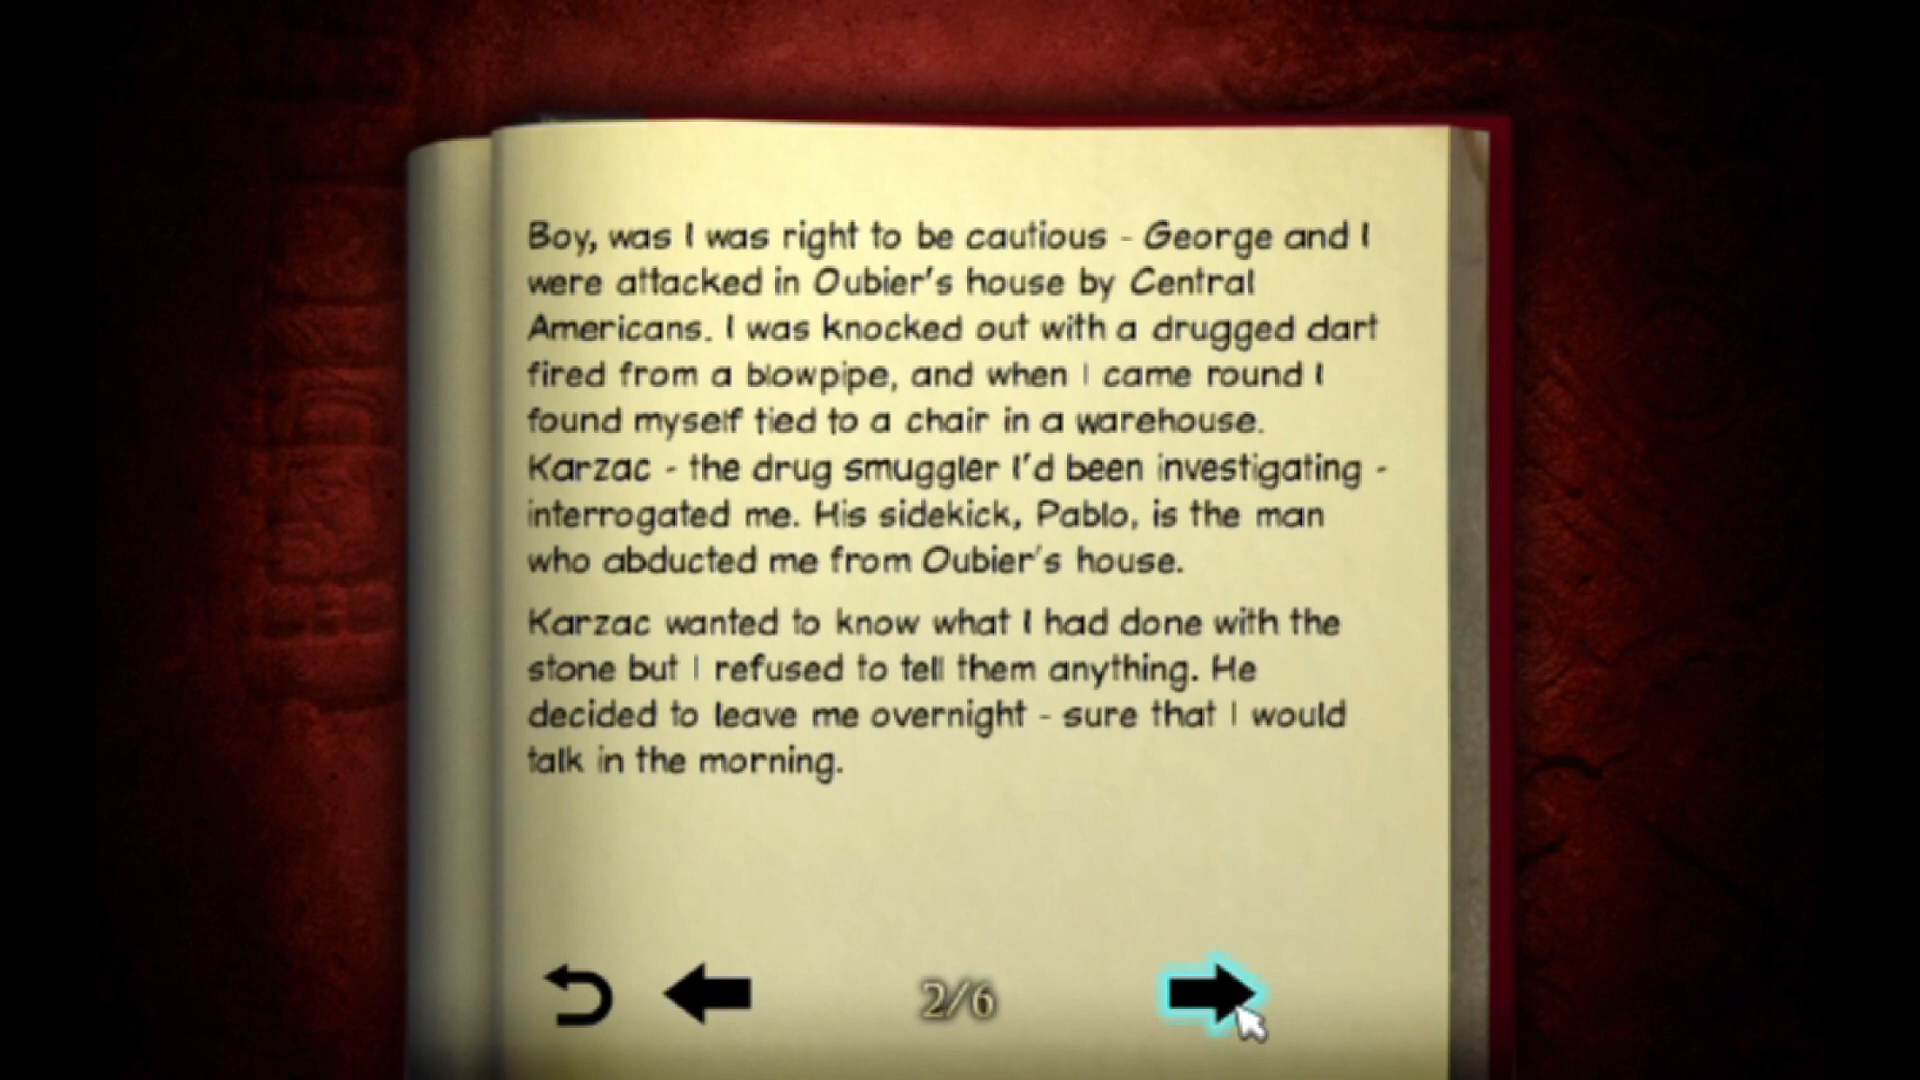 Boy, was I was right to be cautious - George and I
were attacked in Oubier's house by Central
Americans. I was knocked out with a drugged dart
fired from a blowpipe, and when I came round I
found myself tied to a chair in a warehouse.
Karzac - the drug smuggler I'd been investigating -
interrogated me. His sidekick, Pablo, is the man
who abducted me from Oubier's house.
Karzac wanted to know what I had done with the
stone but I refused to tell them anything. He
decided to leave me overnight - sure that I would
talk in the morning.
2/6